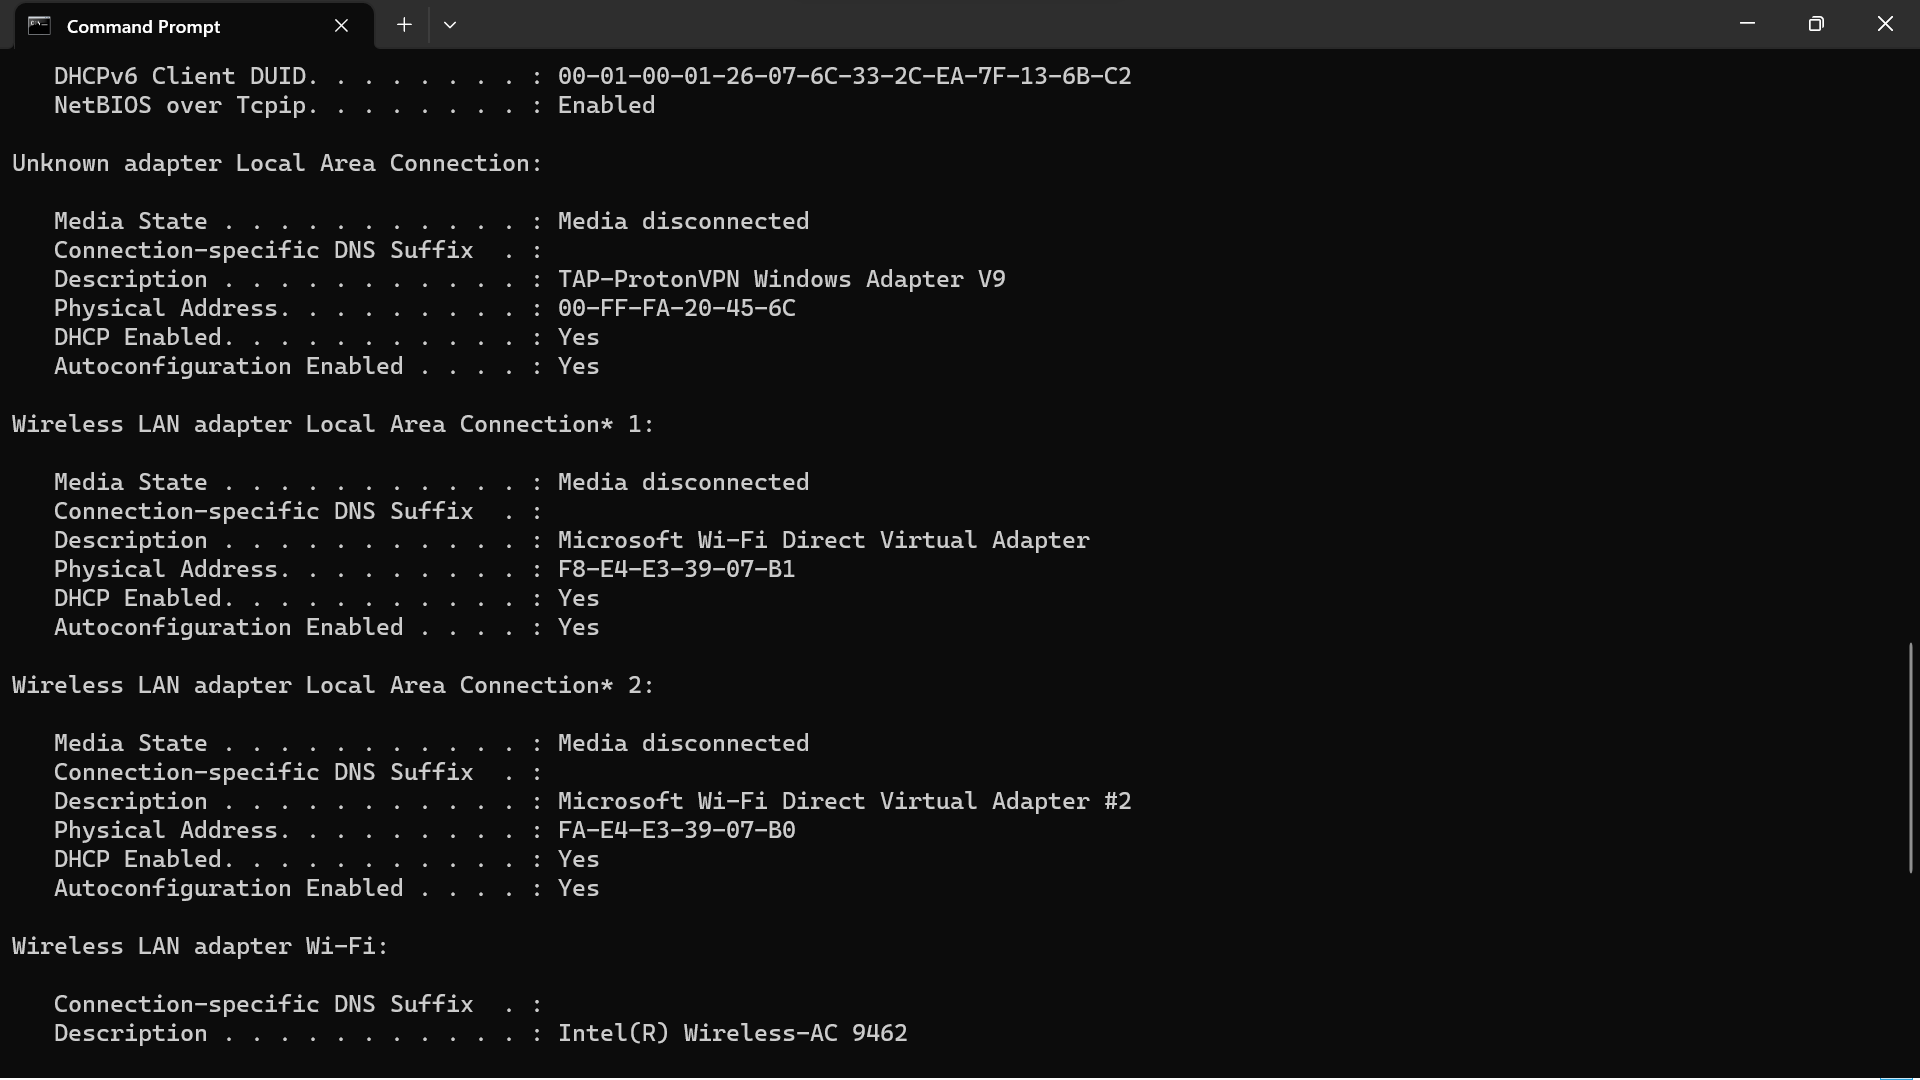 Command Prompt
   DHCPv6 Client DUID. . . . . . . . : 00-01-00-01-26-07-6C-33-2C-EA-7F-13-6B-C2
   NetBIOS over Tcpip. . . . . . . . : Enabled

Unknown adapter Local Area Connection:

   Media State . . . . . . . . . . . : Media disconnected
   Connection-specific DNS Suffix  . :
   Description . . . . . . . . . . . : TAP-ProtonVPN Windows Adapter V9
   Physical Address. . . . . . . . . : 00-FF-FA-20-45-6C
   DHCP Enabled. . . . . . . . . . . : Yes
   Autoconfiguration Enabled . . . . : Yes

Wireless LAN adapter Local Area Connection* 1:

   Media State . . . . . . . . . . . : Media disconnected
   Connection-specific DNS Suffix  . :
   Description . . . . . . . . . . . : Microsoft Wi-Fi Direct Virtual Adapter
   Physical Address. . . . . . . . . : F8-E4-E3-39-07-B1
   DHCP Enabled. . . . . . . . . . . : Yes
   Autoconfiguration Enabled . . . . : Yes

Wireless LAN adapter Local Area Connection* 2:

   Media State . . . . . . . . . . . : Media disconnected
   Connection-specific DNS Suffix  . :
   Description . . . . . . . . . . . : Microsoft Wi-Fi Direct Virtual Adapter #2
   Physical Address. . . . . . . . . : FA-E4-E3-39-07-B0
   DHCP Enabled. . . . . . . . . . . : Yes
   Autoconfiguration Enabled . . . . : Yes

Wireless LAN adapter Wi-Fi:

   Connection-specific DNS Suffix  . :
   Description . . . . . . . . . . . : Intel(R) Wireless-AC 9462